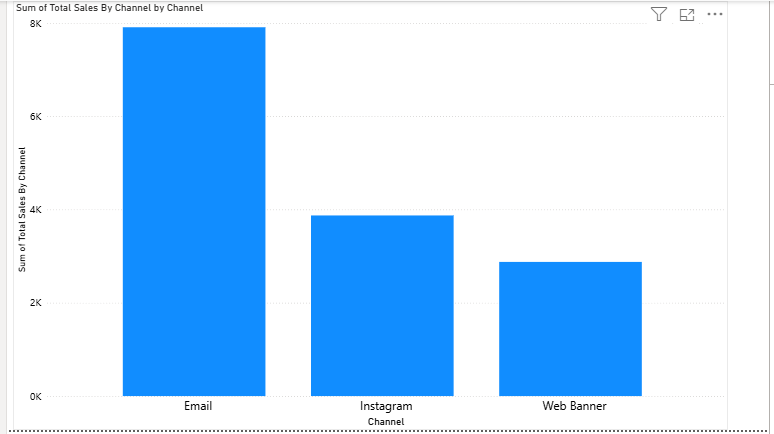 Sum of Total Sales By Channel by Channel
Sum of Total Sales By Channel
8K
6K
4K
2K
0K
Email
Instagram
Web Banner
Channel